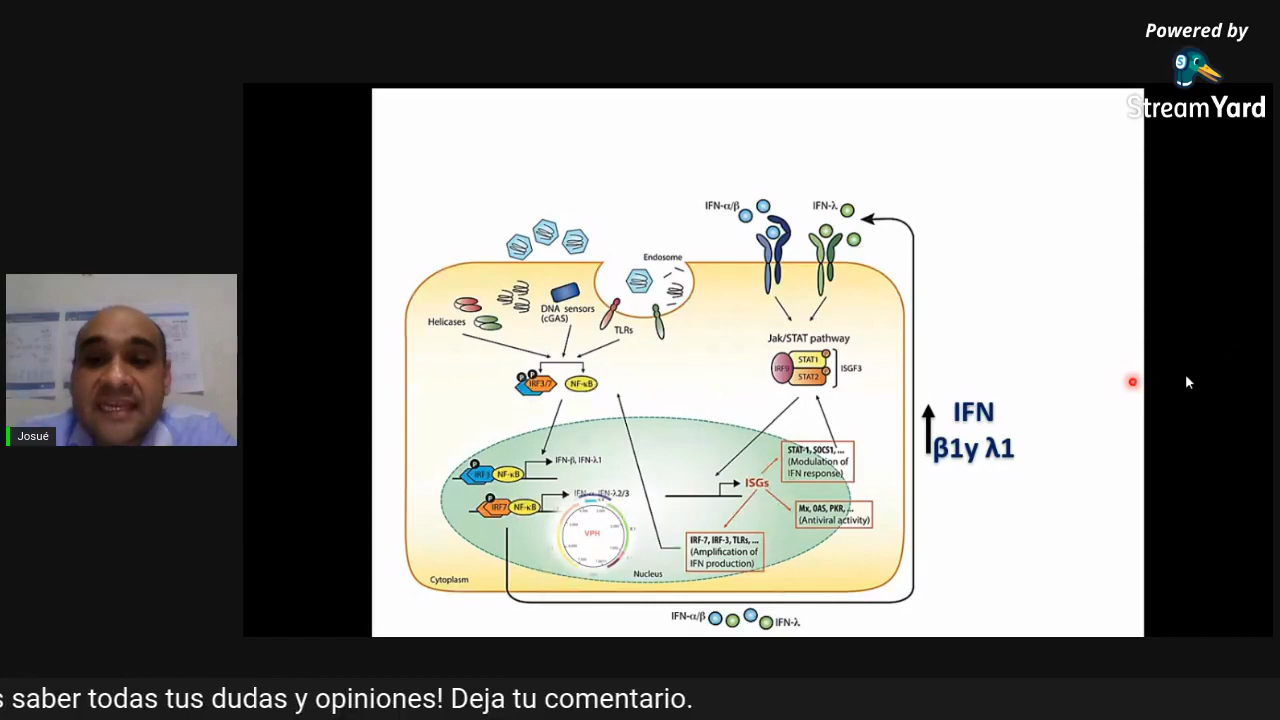 Powered by
StreamYard
IFN-α/β
IFN-λ
Endosome
Helicases
DNA sensors
(cGAS)
TLRs
Jak/STAT pathway
P P
IRF3/7
NF-κB
IRF9
STAT1
STAT2
ISGF3
IFN
β1y λ1
P
IRF3
NF-κB
IFN-β, IFN-λ1
P
IRF7
NF-κB
IFN-α, IFN-λ2/3
VPH
ISGs
STAT-1, SOCS1, ...
(Modulation of
IFN response)
Mx, OAS, PKR, ...
(Antiviral activity)
IRF-7, IRF-3, TLRs, ...
(Amplification of
IFN production)
Nucleus
Cytoplasm
IFN-α/β
IFN-λ
Josué
s saber todas tus dudas y opiniones! Deja tu comentario.